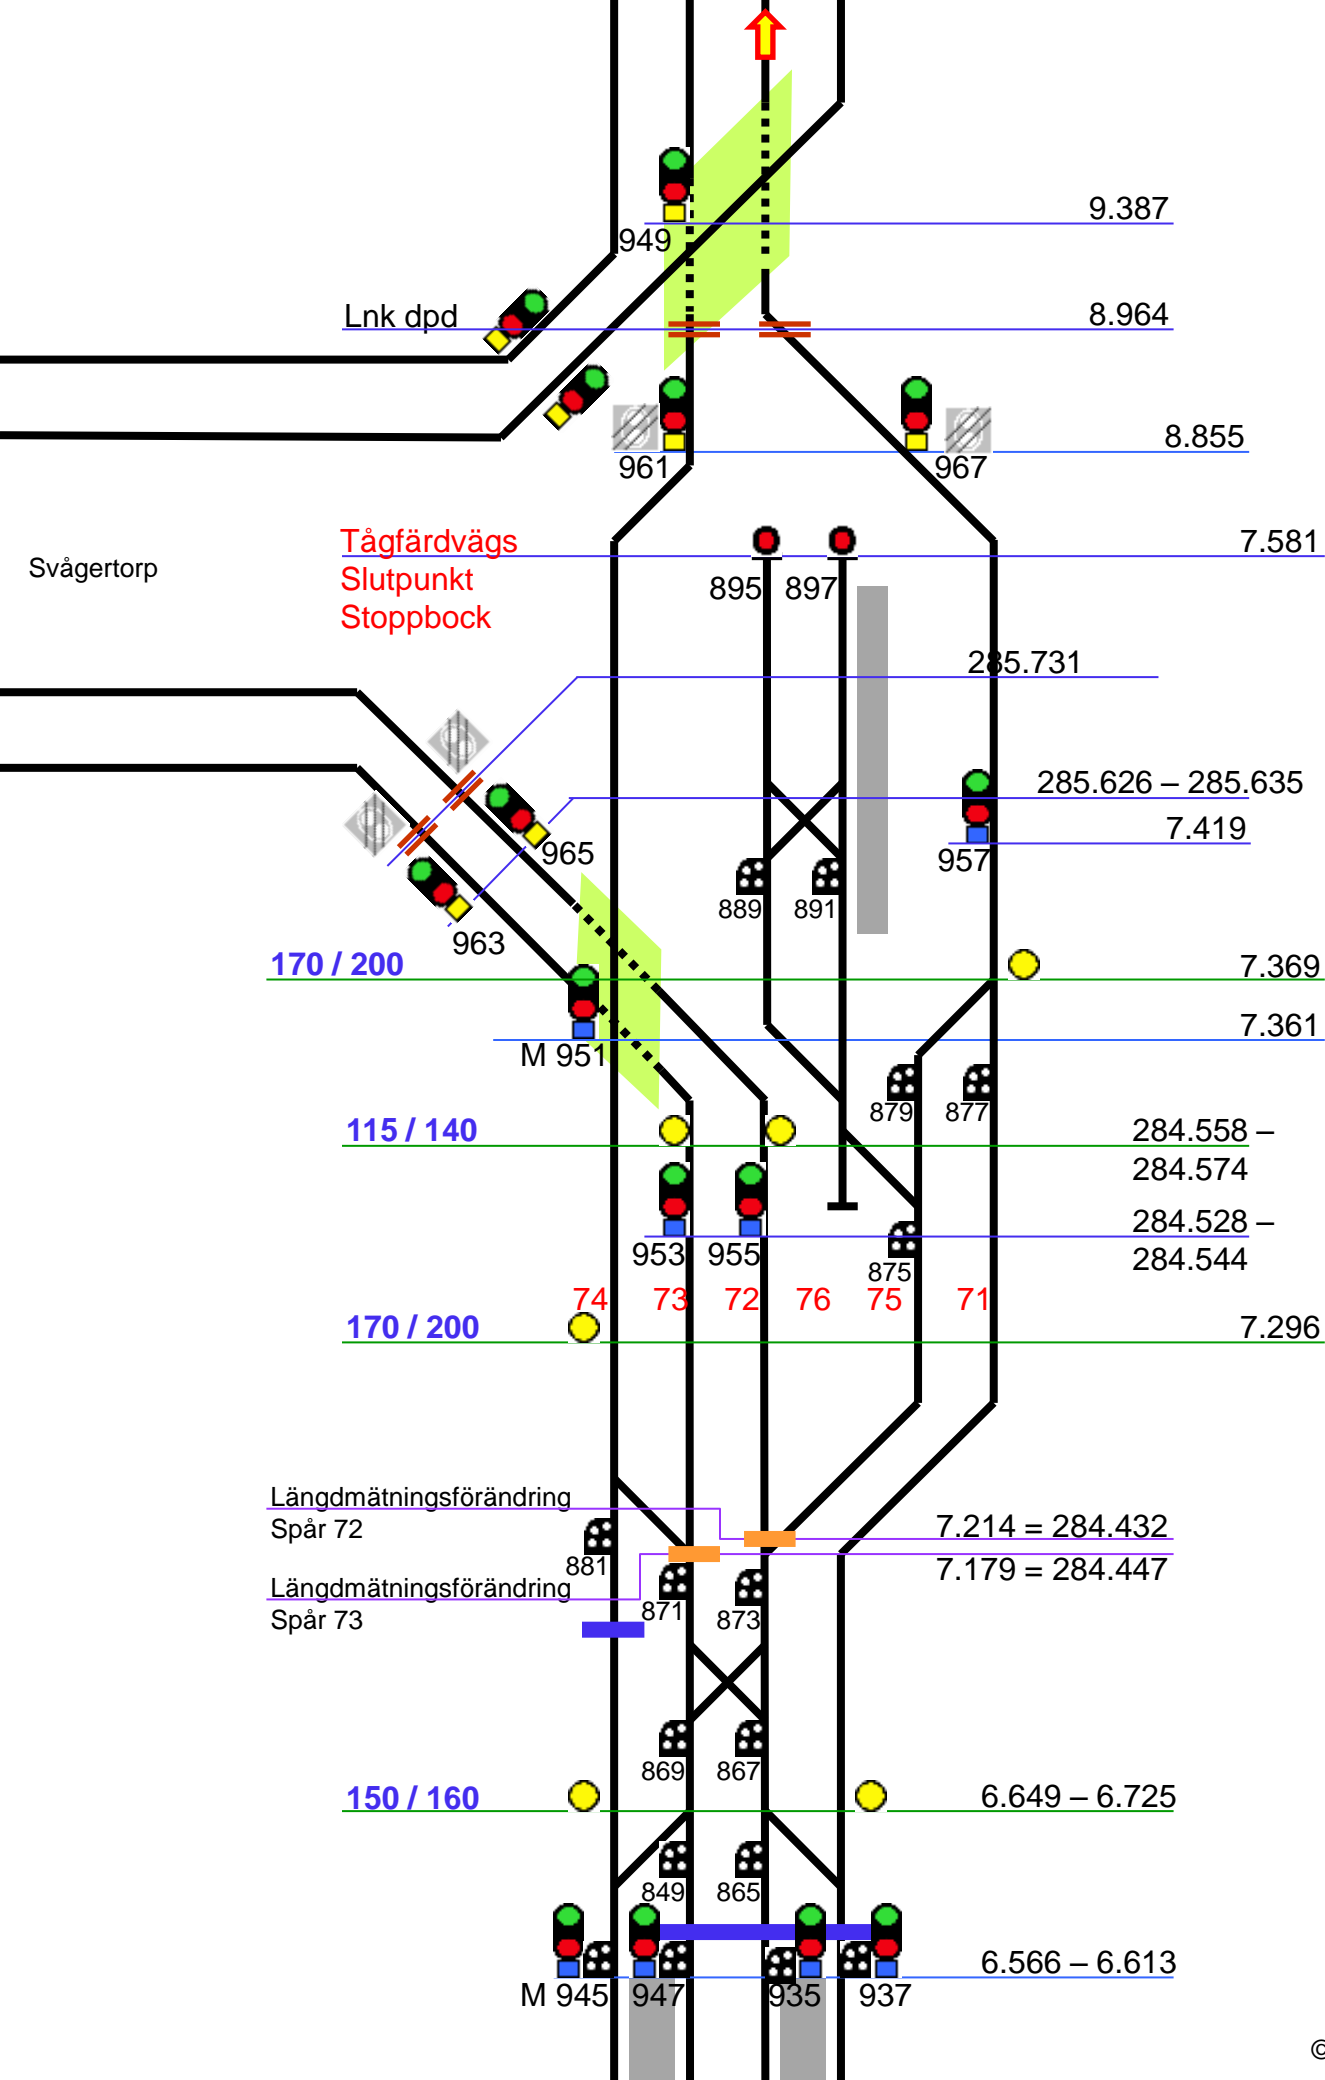 9.387
949
Lnk dpd
8.964
8.855
961
967
Tågfärdvägs
7.581
Svågertorp
Slutpunkt
895
897
Stoppbock
285.731
285.626 – 285.635
7.419
965
957
889
891
963
170 / 200
7.369
7.361
M 951
879
877
115 / 140
284.558 –
284.574
284.528 –
953
955
284.544
875
74
73
72
76
75
71
170 / 200
7.296
Längdmätningsförändring
Spår 72
7.214 = 284.432
881
7.179 = 284.447
Längdmätningsförändring
871
873
Spår 73
869
867
150 / 160
6.649 – 6.725
849
865
6.566 – 6.613
M 945
947
935
937
©